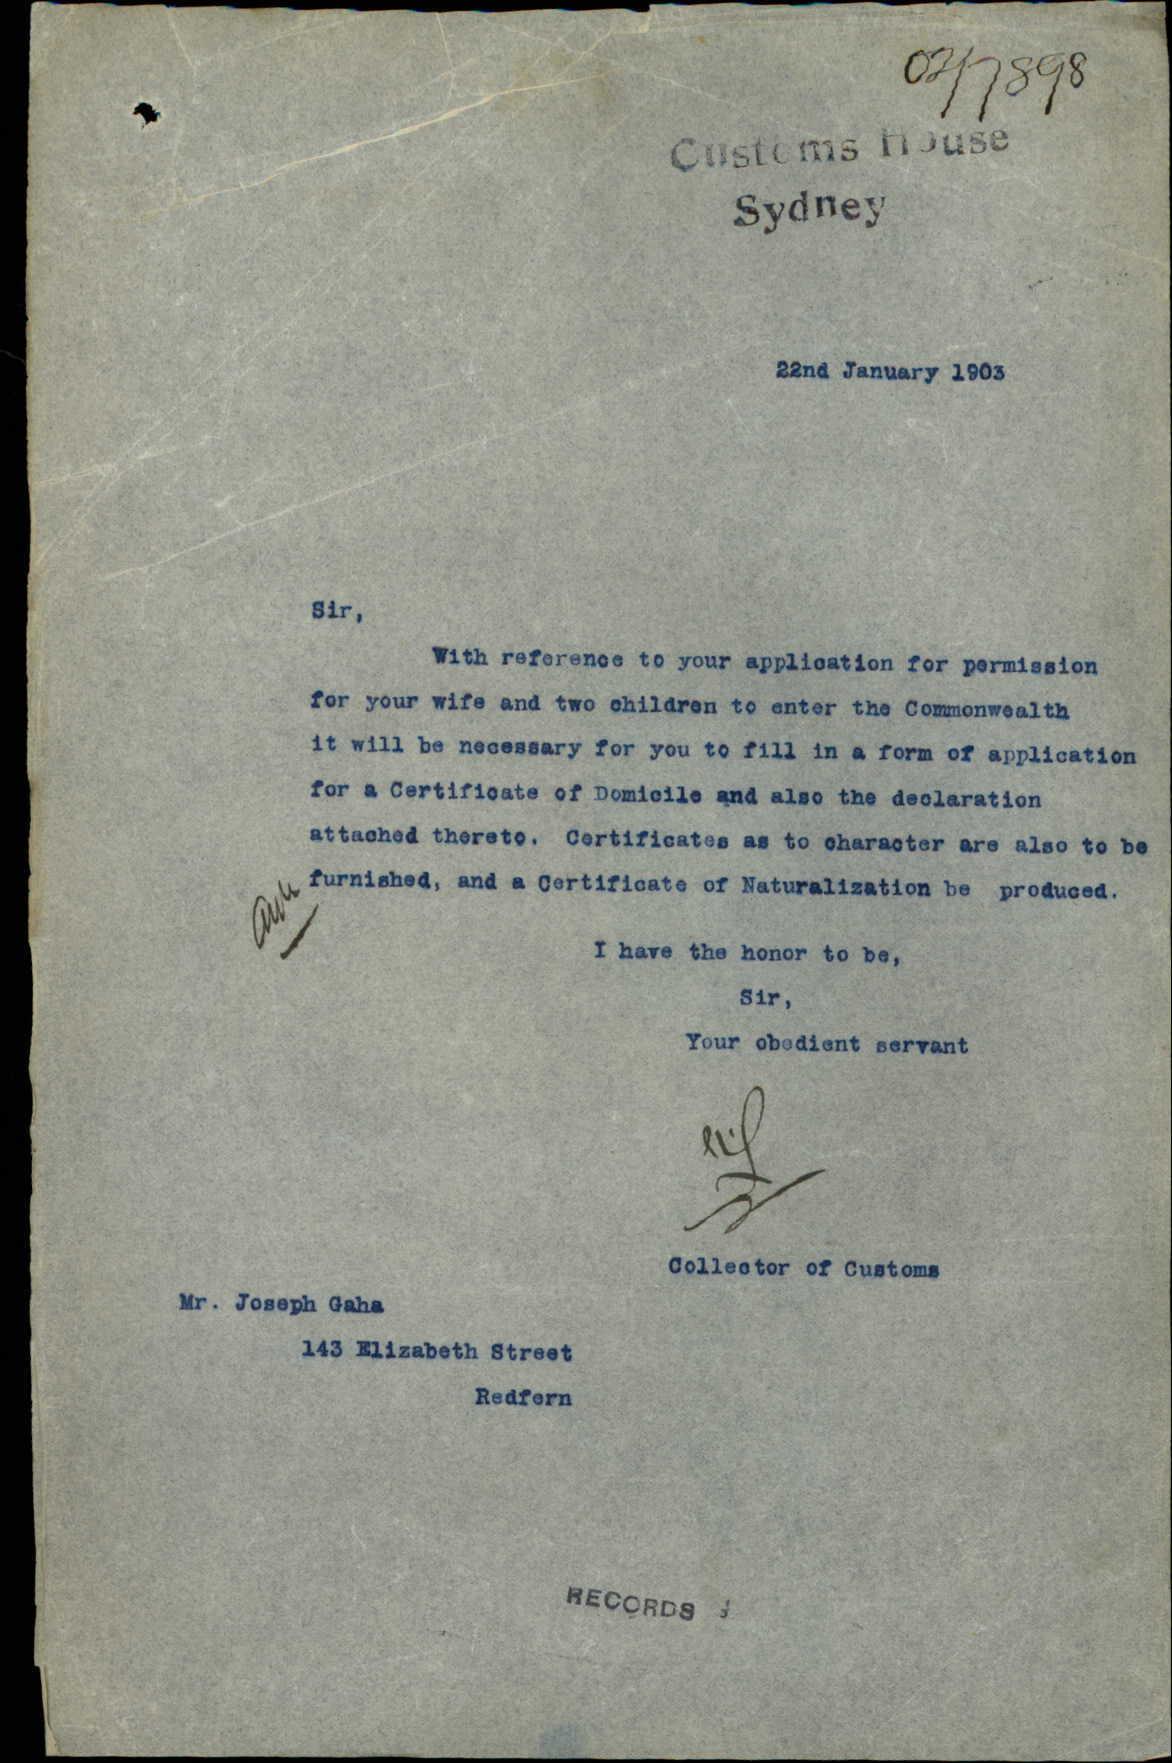 02/7898
Customs House
Sydney
22nd January 1903
Sir,
With reference to your application for permission
for your wife and two children to enter the Commonwealth
it will be necessary for you to fill in a form of application
for a Certificate of Domicile and also the declaration
attached thereto. Certificates as to character are also to be
furnished, and a Certificate of Naturalization be produced.
I have the honor to be,
Sir,
Your obedient servant
Collector of Customs
Mr. Joseph Gaha
143 Elizabeth Street
Redfern
RECORDS